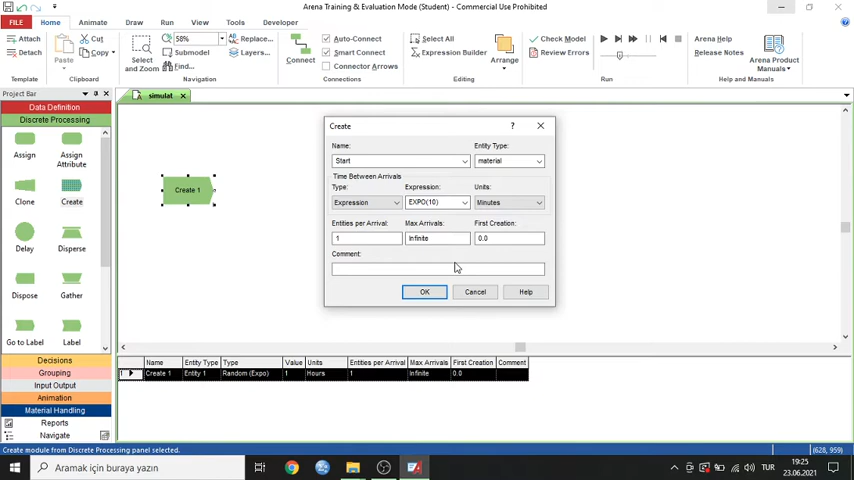 Arena Training & Evaluation Mode (Student) - Commercial Use Prohibited
FILE Home Animate Draw Run View Tools Developer
Attach Cut 58% Replace... Auto-Connect Select All Check Model Arena Help
Detach Copy Submodel Layers... Smart Connect Expression Builder Review Errors Release Notes
Paste Select and Zoom Find... Connect Connector Arrows Arrange Arena Product Manuals
Template Clipboard Navigation Connections Editing Run Help and Manuals
Project Bar simulat
Data Definition
Discrete Processing
Assign Assign Attribute
Clone Create
Delay Disperse
Dispose Gather
Go to Label Label
Decisions
Grouping
Input Output
Animation
Material Handling
Reports
Navigate
Create 1
Create ?
Name: Entity Type:
Start material
Time Between Arrivals
Type: Expression: Units:
Expression EXPO(10) Minutes
Entities per Arrival: Max Arrivals: First Creation:
1 Infinite 0.0
Comment:
OK Cancel Help
Name Entity Type Type Value Units Entities per Arrival Max Arrivals First Creation Comment
1 Create 1 Entity 1 Random (Expo) 1 Hours 1 Infinite 0.0
Create module from Discrete Processing panel selected. (628, 959)
Aramak için buraya yazın TUR 19:25
23.06.2021